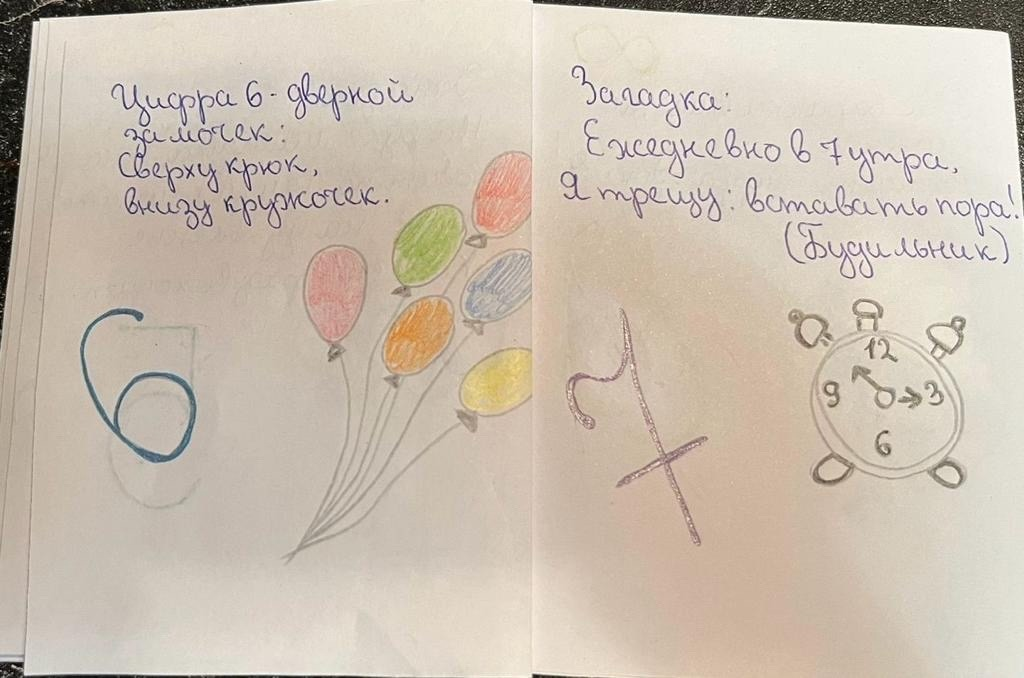 Цифра 6 - дверной
замочек:
Сверху крюк,
внизу кружочек.
6
Загадка:
Ежедневно в 7 утра,
Я трещу: вставать пора!
(Будильник)
7
12
9 3
6